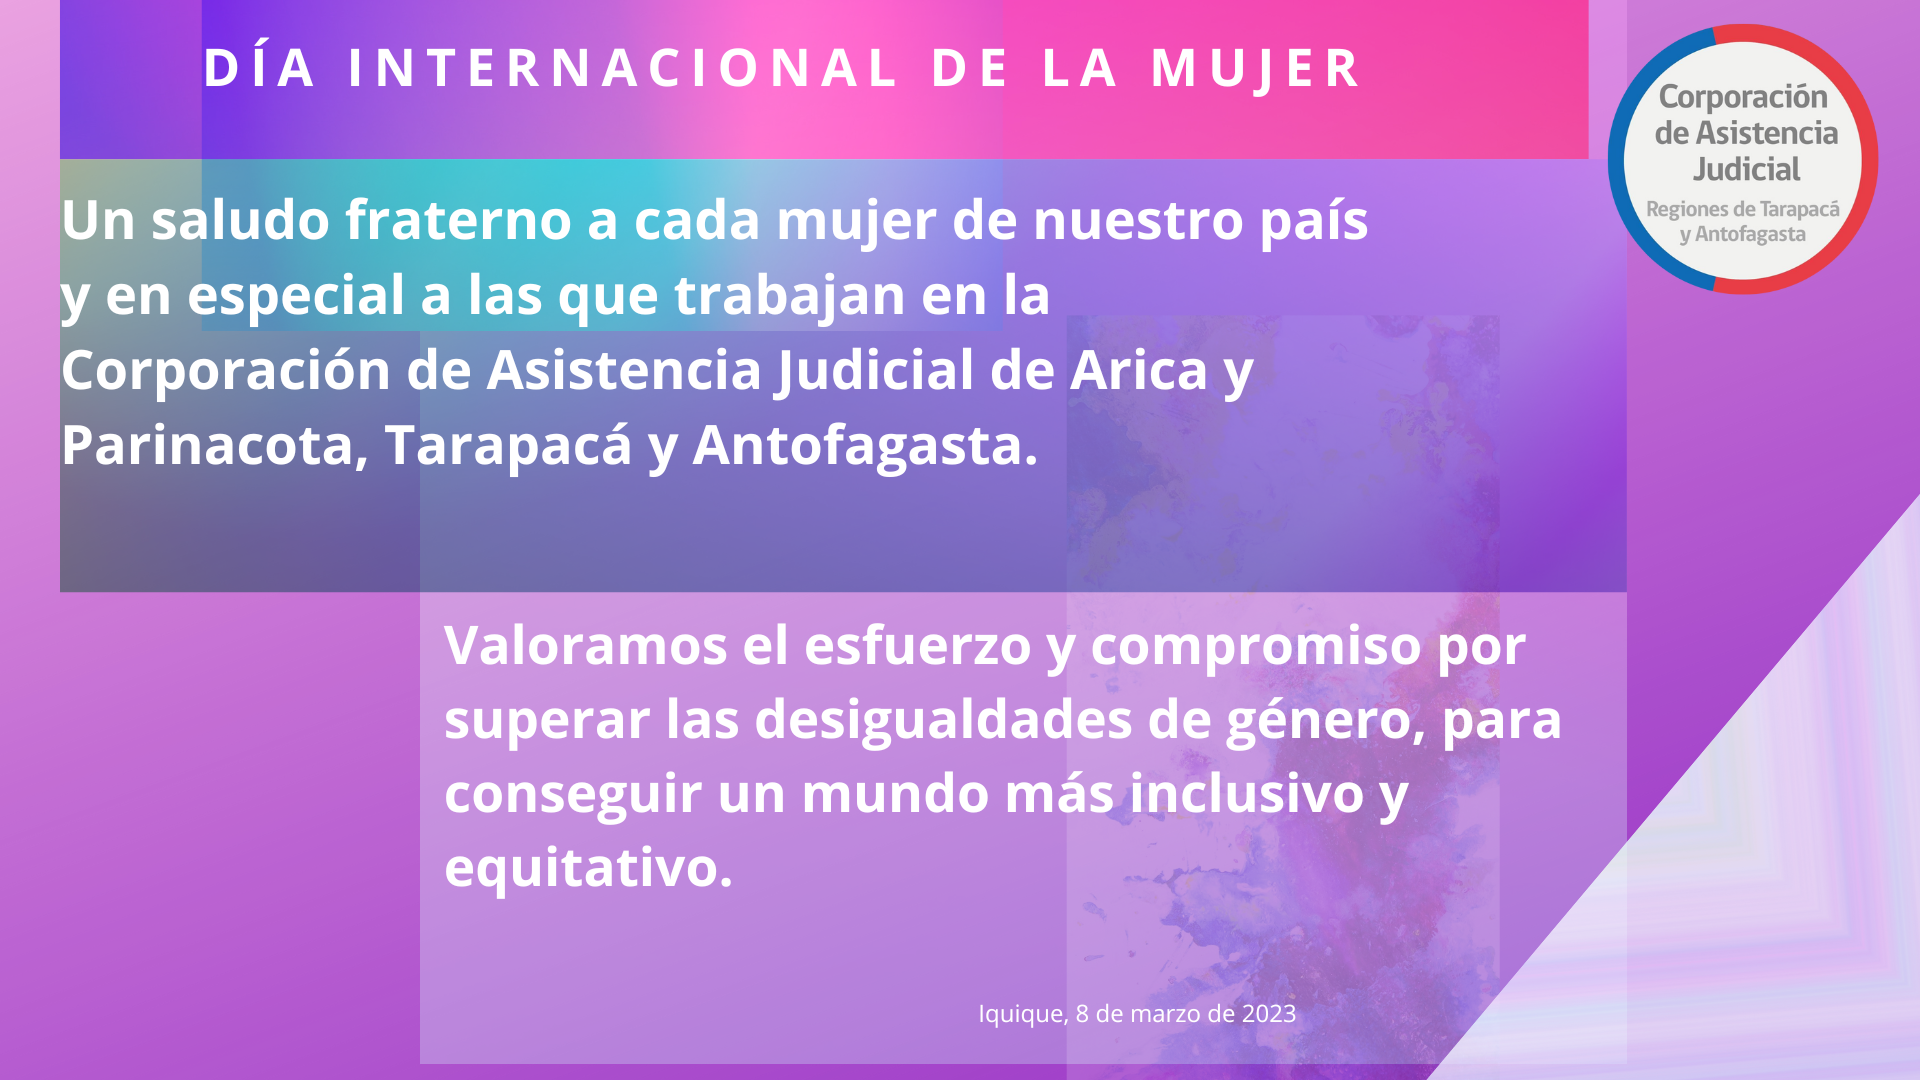 DÍA INTERNACIONAL DE LA MUJER
Corporación
de Asistencia
Judicial
Regiones de Tarapacá
y Antofagasta
Un saludo fraterno a cada mujer de nuestro país
y en especial a las que trabajan en la
Corporación de Asistencia Judicial de Arica y
Parinacota, Tarapacá y Antofagasta.
Valoramos el esfuerzo y compromiso por
superar las desigualdades de género, para
conseguir un mundo más inclusivo y
equitativo.
Iquique, 8 de marzo de 2023